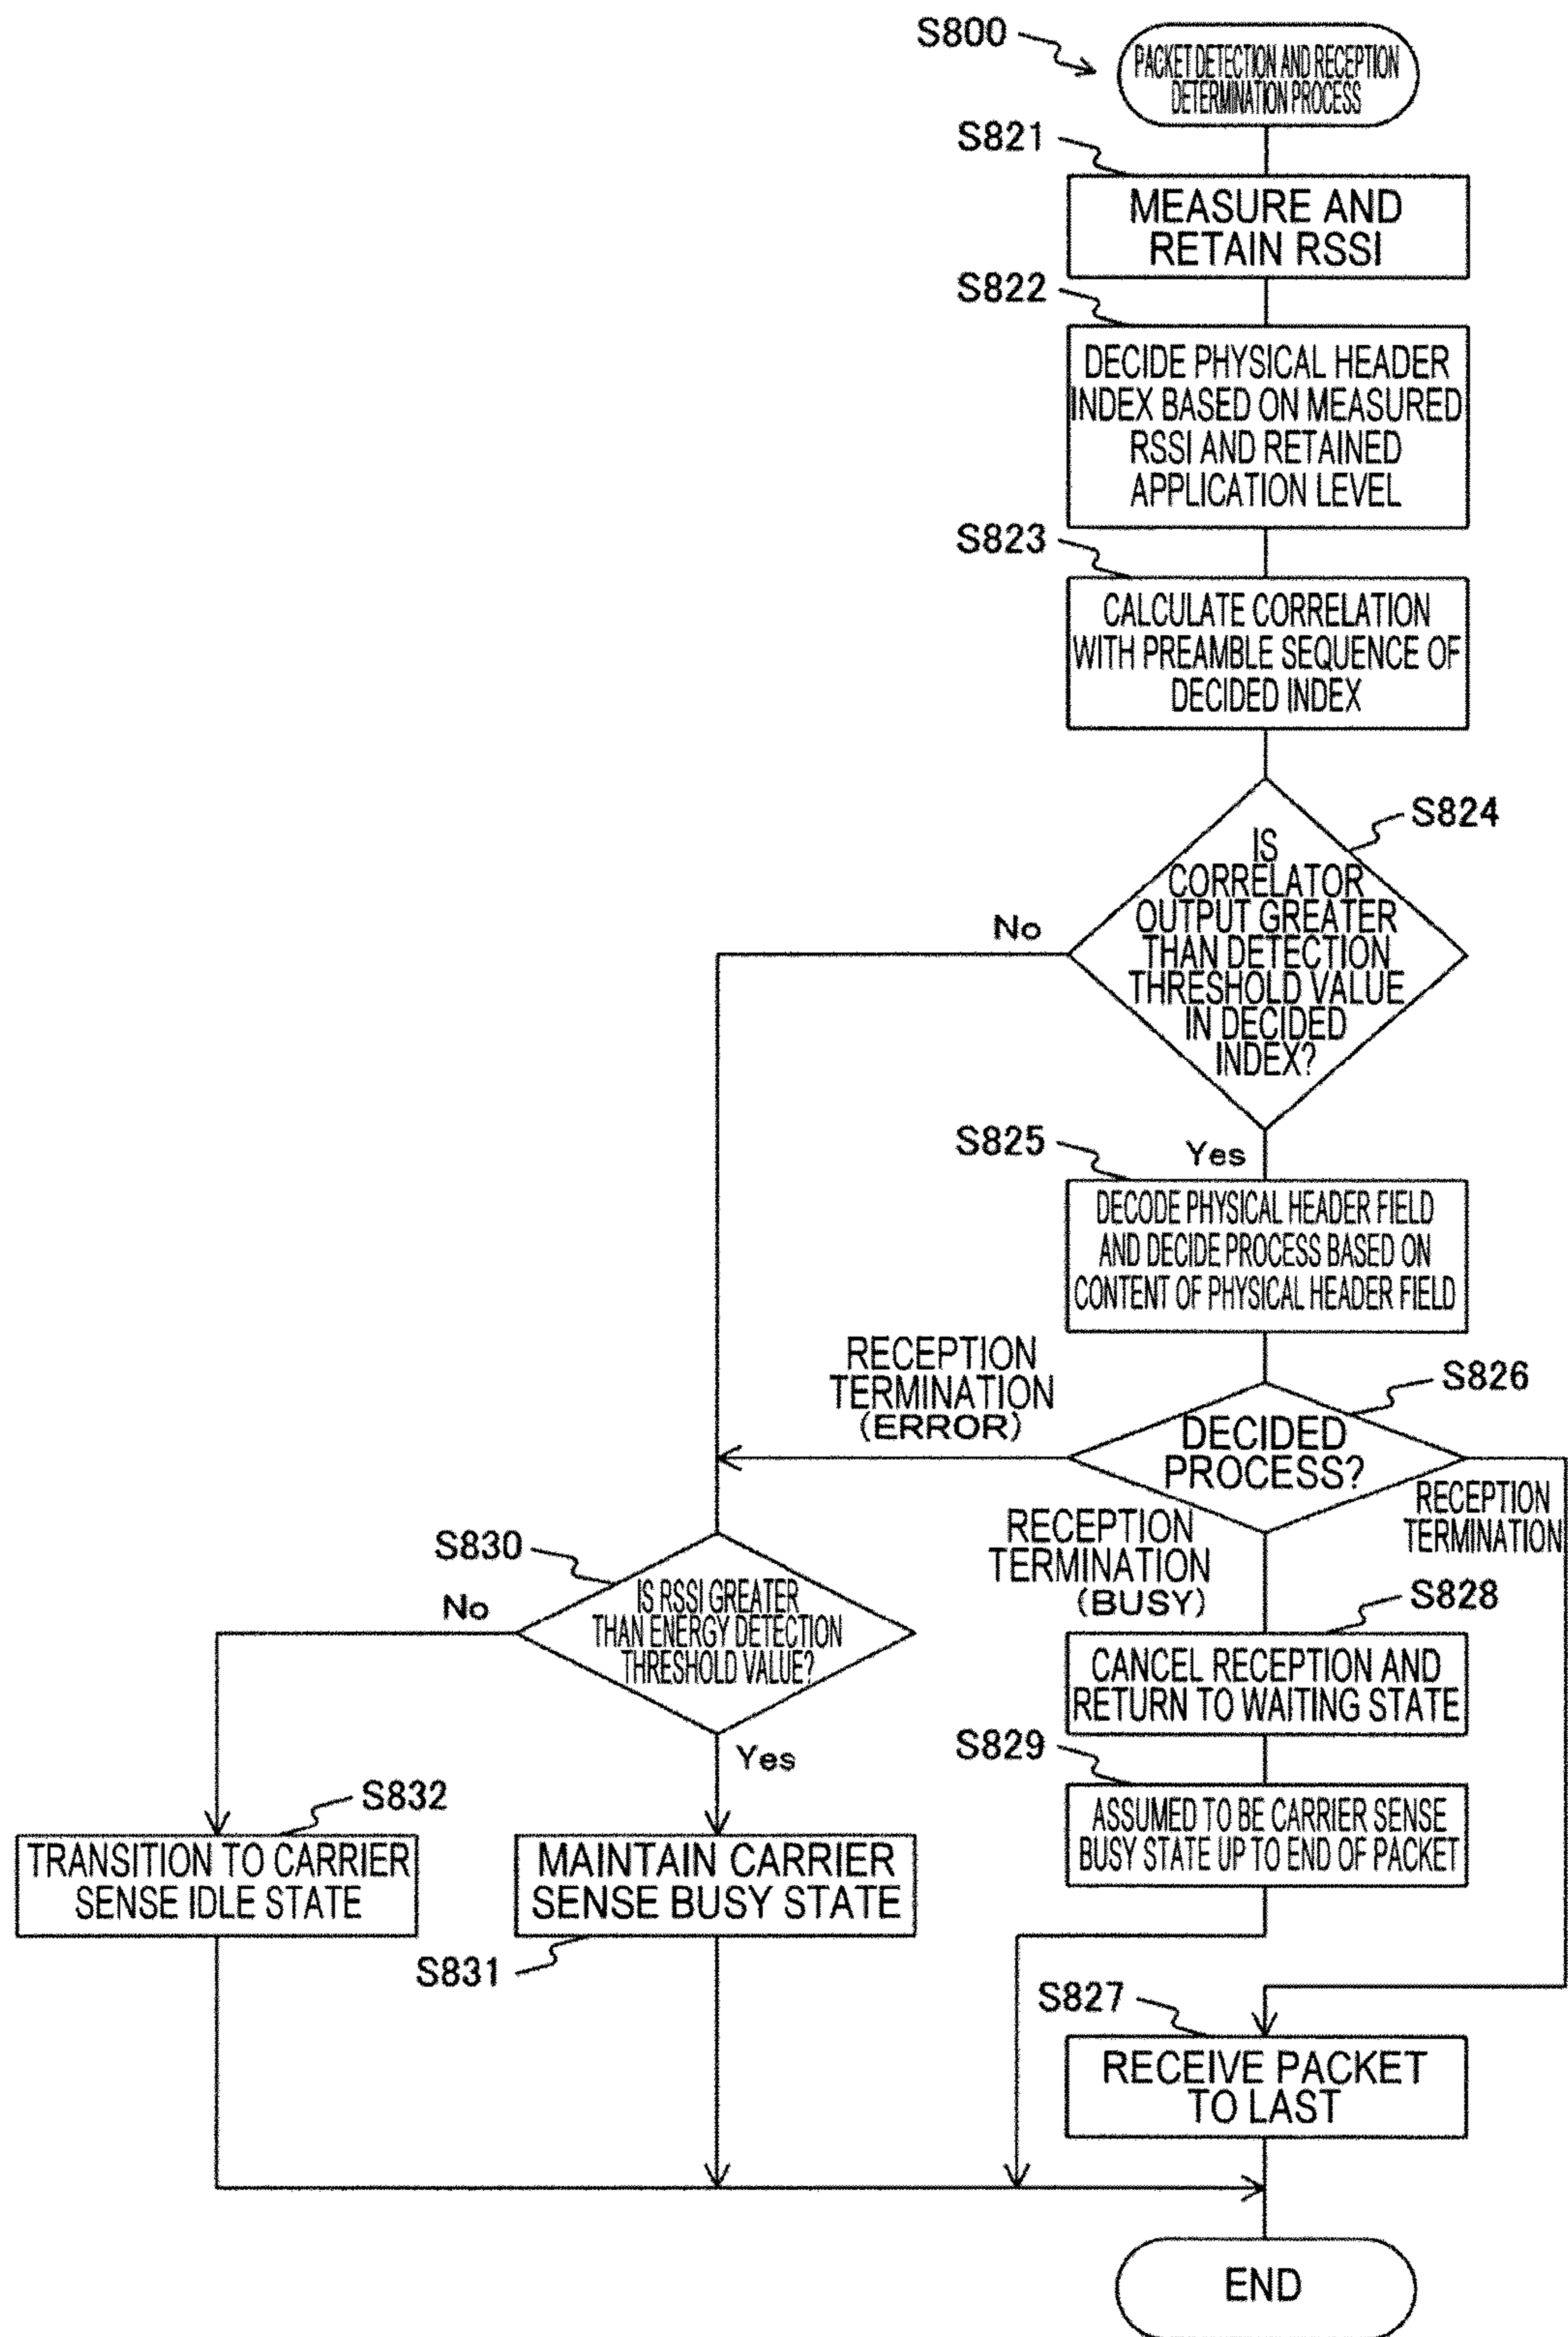 S800
PACKET DETECTION AND RECEPTION
DETERMINATION PROCESS
S821
MEASURE AND
RETAIN RSSI
S822
DECIDE PHYSICAL HEADER
INDEX BASED ON MEASURED
RSSI AND RETAINED
APPLICATION LEVEL
S823
CALCULATE CORRELATION
WITH PREAMBLE SEQUENCE OF
DECIDED INDEX
S824
IS
CORRELATOR
OUTPUT GREATER
THAN DETECTION
THRESHOLD VALUE
IN DECIDED
INDEX?
No
Yes
S825
DECODE PHYSICAL HEADER FIELD
AND DECIDE PROCESS BASED ON
CONTENT OF PHYSICAL HEADER FIELD
RECEPTION
TERMINATION
(ERROR)
S826
DECIDED
PROCESS?
RECEPTION
TERMINATION
RECEPTION
TERMINATION
(BUSY)
S830
IS RSSI GREATER
THAN ENERGY DETECTION
THRESHOLD VALUE?
No
Yes
S828
CANCEL RECEPTION AND
RETURN TO WAITING STATE
S829
ASSUMED TO BE CARRIER SENSE
BUSY STATE UP TO END OF PACKET
S832
TRANSITION TO CARRIER
SENSE IDLE STATE
MAINTAIN CARRIER
SENSE BUSY STATE
S831
S827
RECEIVE PACKET
TO LAST
END